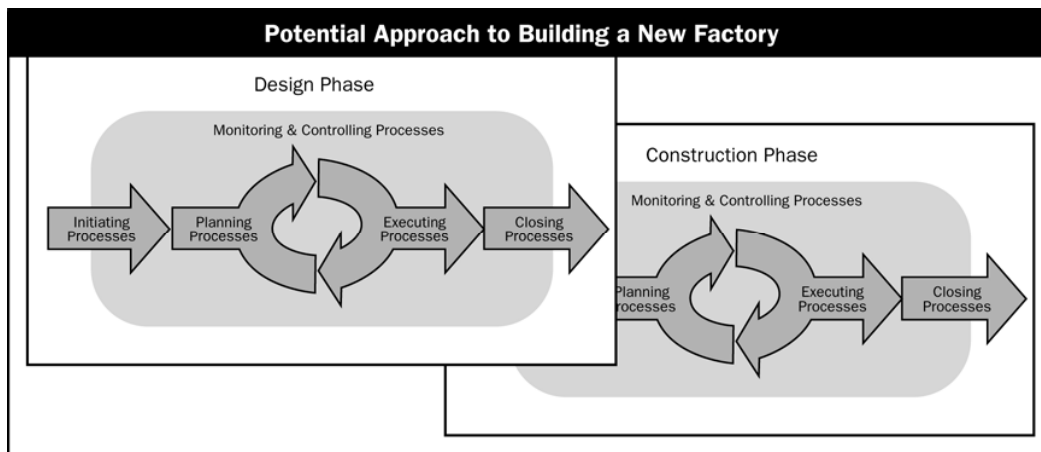 Potential Approach to Building a New Factory
Design Phase
Monitoring & Controlling Processes
Initiating
Processes
Planning
Processes
Executing
Processes
Closing
Processes
Construction Phase
Monitoring & Controlling Processes
Planning
rocesses
Executing
Processes
Closing
Processes